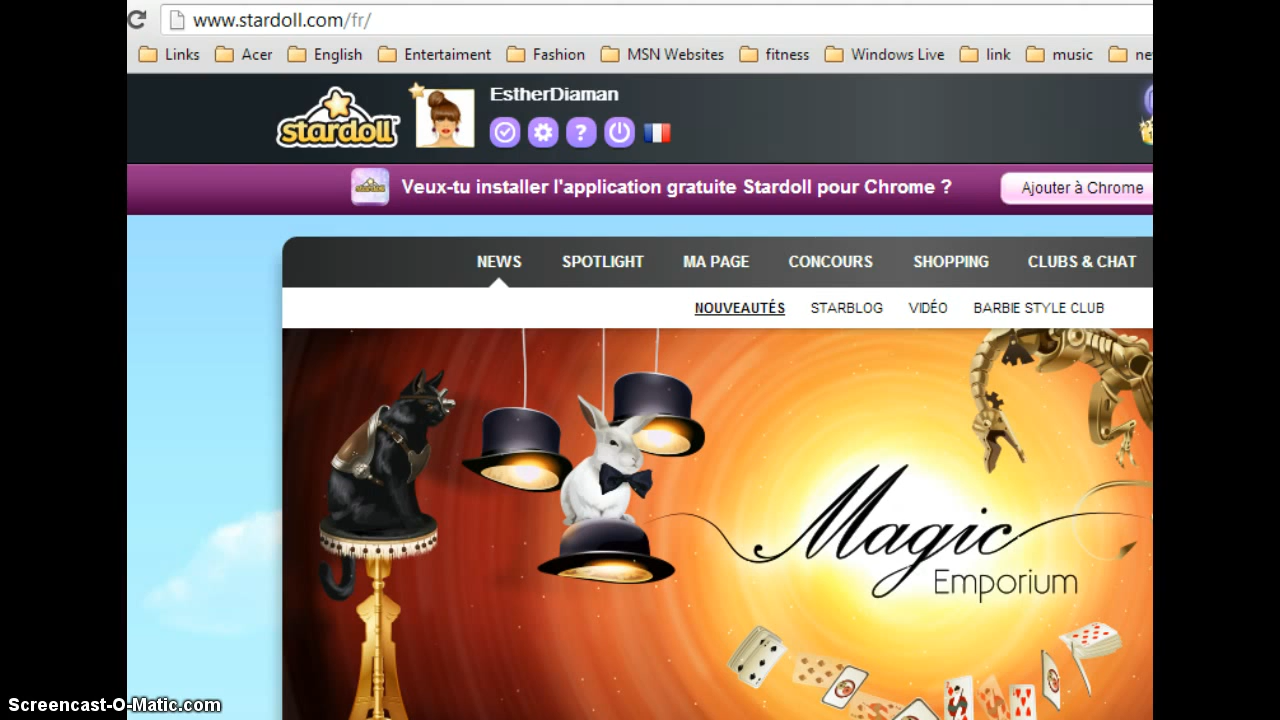 www.stardoll.com/fr/
Links Acer English Entertaiment Fashion MSN Websites fitness Windows Live link music ne
stardoll
EstherDiaman
?
stardoll
Veux-tu installer l'application gratuite Stardoll pour Chrome ?
Ajouter à Chrome
NEWS SPOTLIGHT MA PAGE CONCOURS SHOPPING CLUBS & CHAT
NOUVEAUTÉS STARBLOG VIDÉO BARBIE STYLE CLUB
Magic
Emporium
Screencast-O-Matic.com